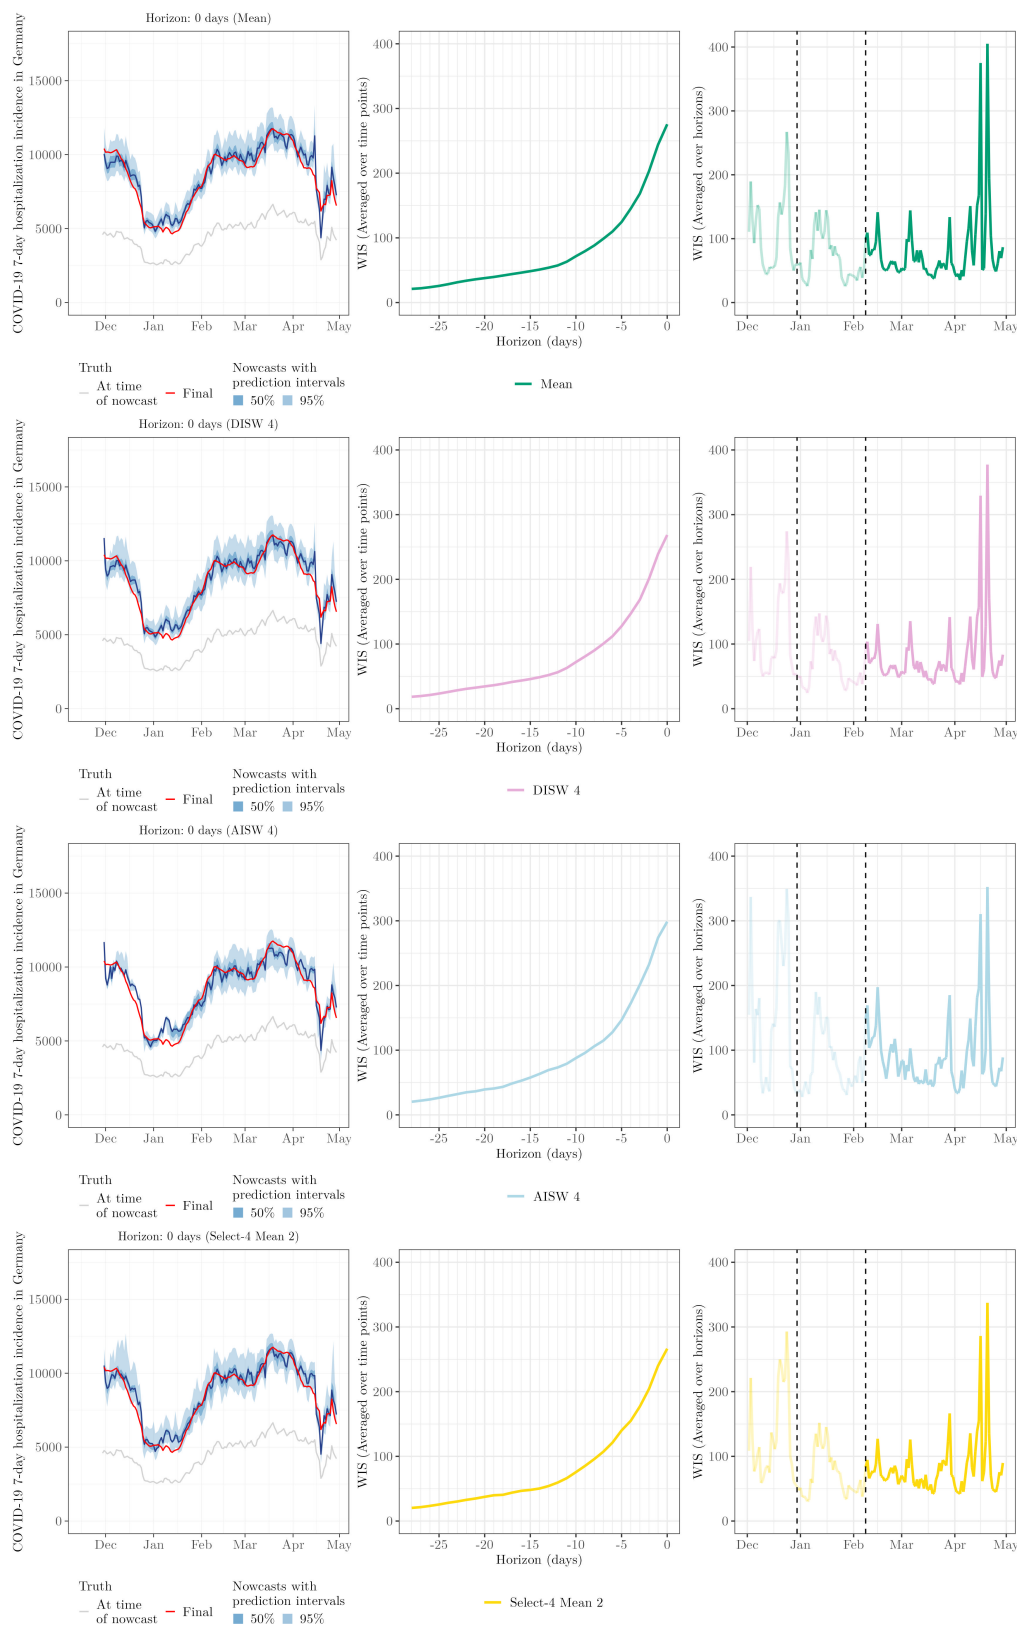 Horizon: 0 days (Mean)
COVID-19 7-day hospitalization incidence in Germany
15000
10000
5000
0
Dec Jan Feb Mar Apr May
Truth
At time
of nowcast
Final
Nowcasts with
prediction intervals
50% 95%
WIS (Averaged over time points)
400
300
200
100
0
-25 -20 -15 -10 -5 0
Horizon (days)
Mean
WIS (Averaged over horizons)
400
300
200
100
0
Dec Jan Feb Mar Apr May
Horizon: 0 days (DISW 4)
COVID-19 7-day hospitalization incidence in Germany
15000
10000
5000
0
Dec Jan Feb Mar Apr May
Truth
At time
of nowcast
Final
Nowcasts with
prediction intervals
50% 95%
WIS (Averaged over time points)
400
300
200
100
0
-25 -20 -15 -10 -5 0
Horizon (days)
DISW 4
WIS (Averaged over horizons)
400
300
200
100
0
Dec Jan Feb Mar Apr May
Horizon: 0 days (AISW 4)
COVID-19 7-day hospitalization incidence in Germany
15000
10000
5000
0
Dec Jan Feb Mar Apr May
Truth
At time
of nowcast
Final
Nowcasts with
prediction intervals
50% 95%
WIS (Averaged over time points)
400
300
200
100
0
-25 -20 -15 -10 -5 0
Horizon (days)
AISW 4
WIS (Averaged over horizons)
400
300
200
100
0
Dec Jan Feb Mar Apr May
Horizon: 0 days (Select-4 Mean 2)
COVID-19 7-day hospitalization incidence in Germany
15000
10000
5000
0
Dec Jan Feb Mar Apr May
Truth
At time
of nowcast
Final
Nowcasts with
prediction intervals
50% 95%
WIS (Averaged over time points)
400
300
200
100
0
-25 -20 -15 -10 -5 0
Horizon (days)
Select-4 Mean 2
WIS (Averaged over horizons)
400
300
200
100
0
Dec Jan Feb Mar Apr May